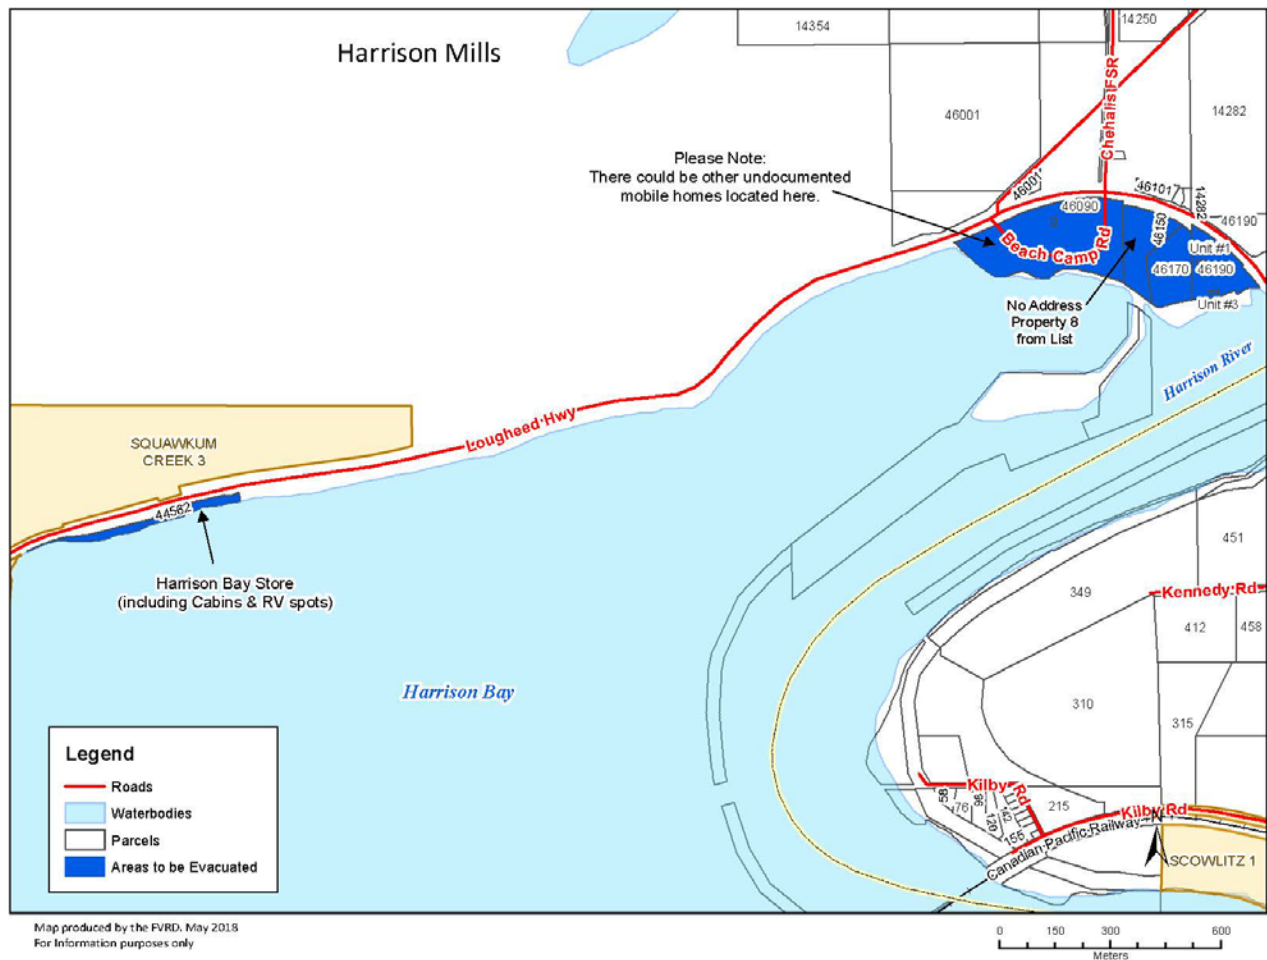 Harrison Mills
14354
14250
46001
14282
Chehalis FSR
Please Note:
There could be other undocumented
mobile homes located here.
46001
46101
14282
46090
46150
46190
Beach Camp Rd
Unit #1
46170
46190
Unit #3
No Address
Property 8
from List
Harrison River
Lougheed Hwy
SQUAWKUM
CREEK 3
44582
Harrison Bay Store
(including Cabins & RV spots)
451
349
Kennedy Rd
412
458
Harrison Bay
310
315
Kilby Rd
58
76
98
120
142
155
215
Kilby Rd
Canadian Pacific Railway
N
SCOWLITZ 1
Legend
Roads
Waterbodies
Parcels
Areas to be Evacuated
Map produced by the FVRD. May 2018
For Information purposes only
0 150 300 600
Meters